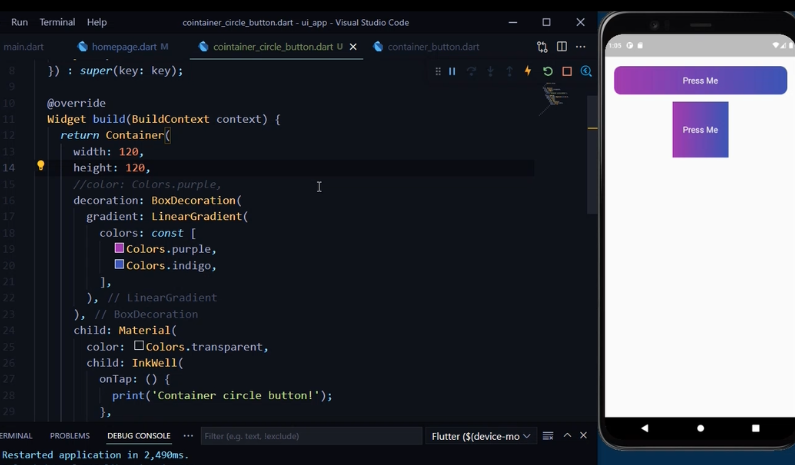 Run Terminal Help
cointainer_circle_button.dart - ui_app - Visual Studio Code
main.dart
homepage.dart M
cointainer_circle_button.dart U
container_button.dart
8 }) : super(key: key);
9
10 @override
11 Widget build(BuildContext context) {
12 return Container(
13 width: 120,
14 height: 120,
15 //color: Colors.purple,
16 decoration: BoxDecoration(
17 gradient: LinearGradient(
18 colors: const [
19 Colors.purple,
20 Colors.indigo,
21 ],
22 ), // LinearGradient
23 ), // BoxDecoration
24 child: Material(
25 color: Colors.transparent,
26 child: InkWell(
27 onTap: () {
28 print('Container circle button!');
29 },
ERMINAL PROBLEMS DEBUG CONSOLE ···
Filter (e.g. text, !exclude)
Flutter ($(device-mo
Restarted application in 2,490ms.
Press Me
Press Me